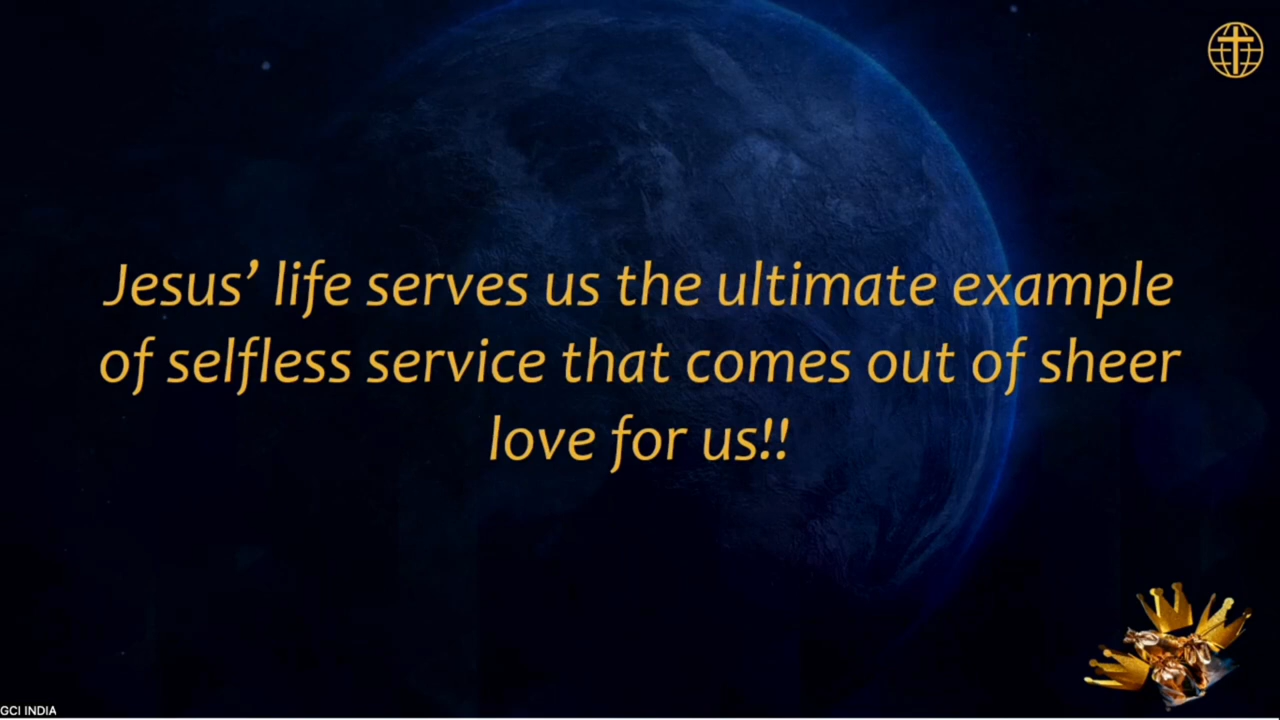 Jesus’ life serves us the ultimate example
of selfless service that comes out of sheer
love for us!!
GCI INDIA